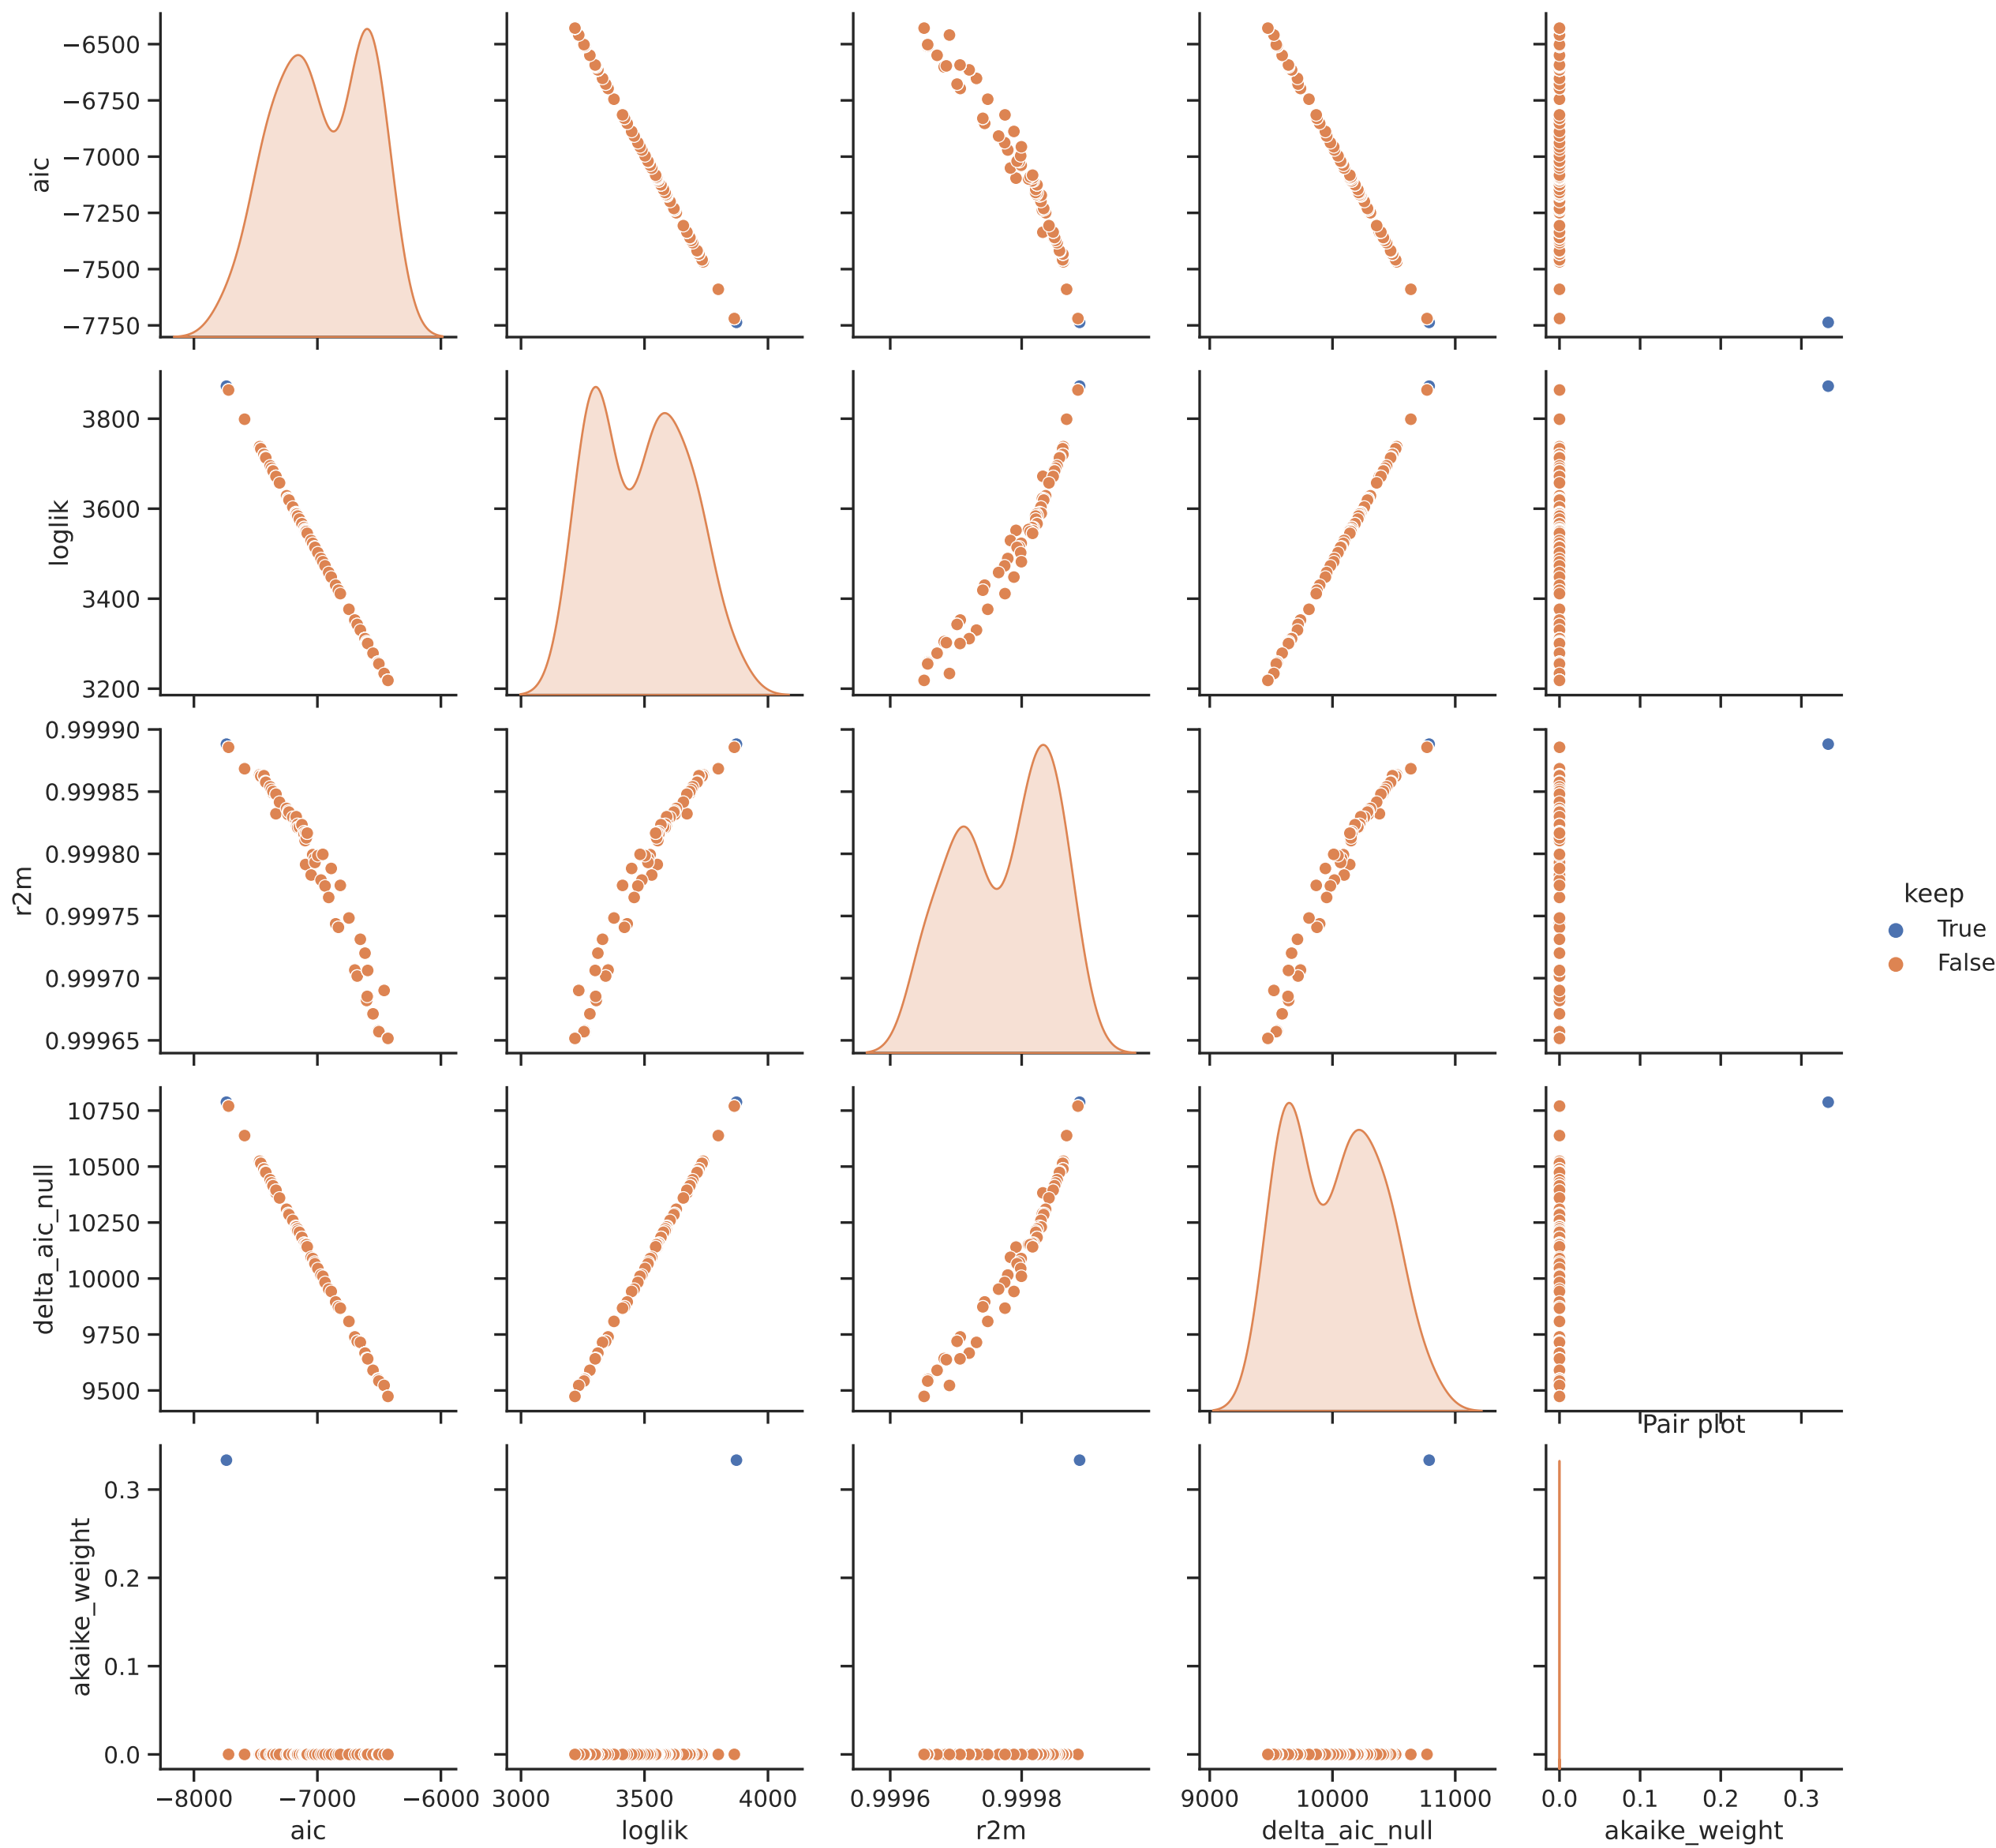 −6500
−6750
−7000
−7250
−7500
−7750
aic
3800
3600
3400
3200
loglik
0.99990
0.99985
0.99980
0.99975
0.99970
0.99965
r2m
keep
True
False
10750
10500
10250
10000
9750
9500
delta_aic_null
Pair plot
0.3
0.2
0.1
0.0
akaike_weight
−8000 −7000 −6000 3000 3500 4000 0.9996 0.9998 9000 10000 11000 0.0 0.1 0.2 0.3
aic loglik r2m delta_aic_null akaike_weight